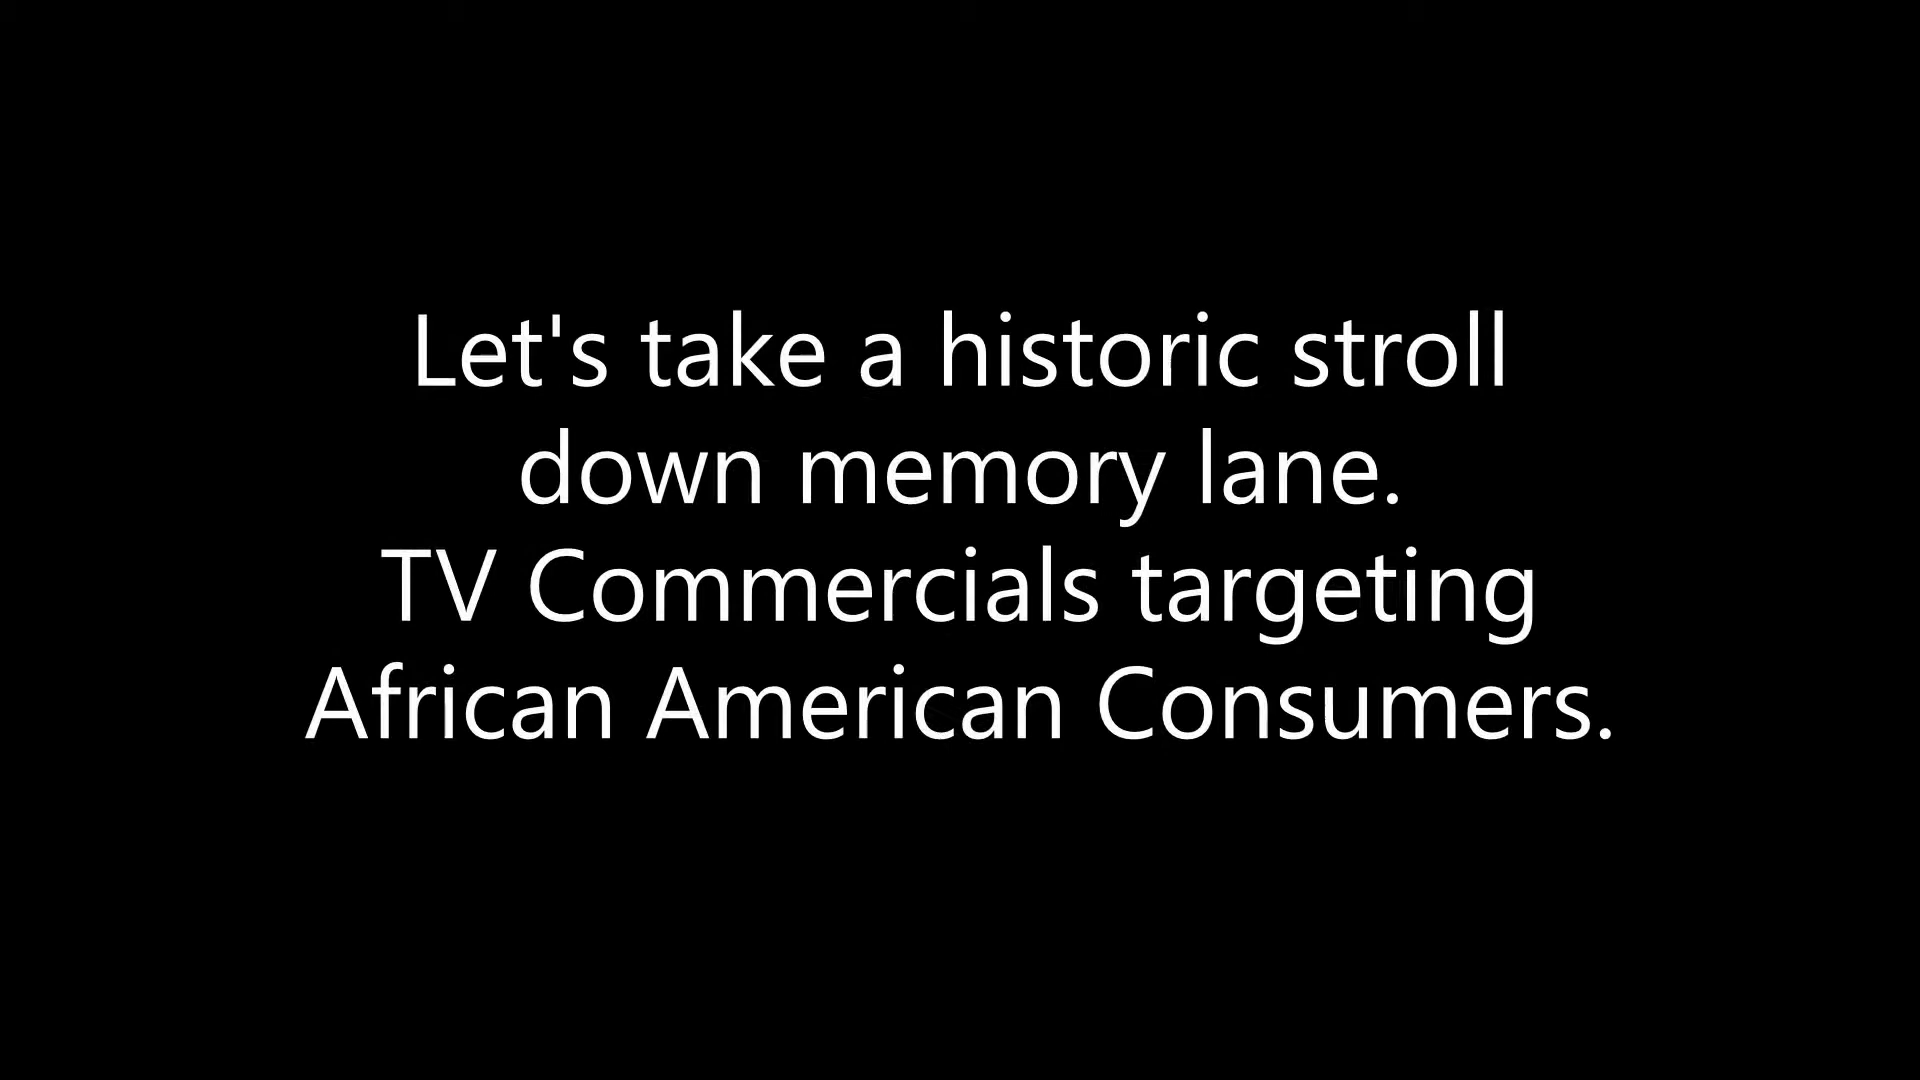 Let's take a historic stroll
down memory lane.
TV Commercials targeting
African American Consumers.